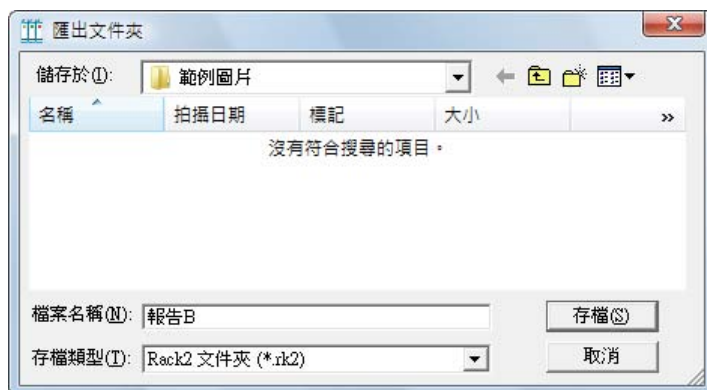 匯出文件夾
儲存於(I): 範例圖片
名稱 拍攝日期 標記 大小 »
沒有符合搜尋的項目。
檔案名稱(N): 報告B 存檔(S)
存檔類型(T): Rack2 文件夾 (*.rk2) 取消